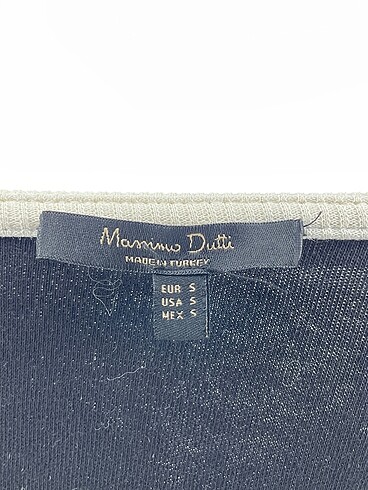 Massimo Dutti
MADE IN TURKEY
EUR S
USA S
MEX S